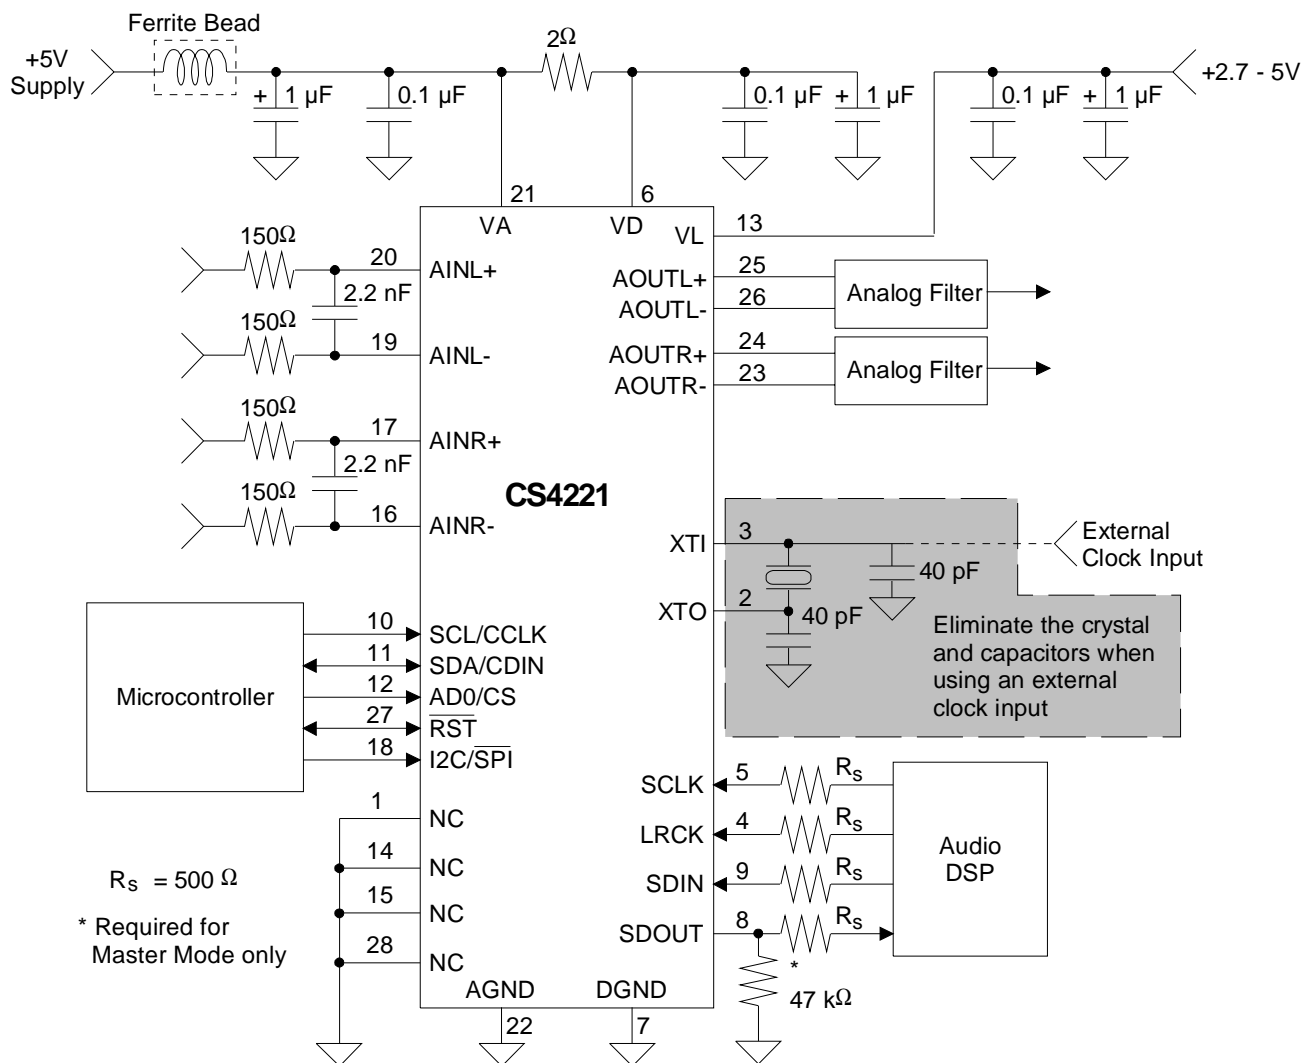 Ferrite Bead
+5V
Supply
2Ω
+ 1 µF
0.1 µF
0.1 µF
+ 1 µF
0.1 µF
+ 1 µF
+2.7 - 5V
21
6
VA
VD
VL
13
150Ω
20
AINL+
2.2 nF
150Ω
19
AINL-
150Ω
17
AINR+
2.2 nF
150Ω
16
AINR-
AOUTL+
25
AOUTL-
26
Analog Filter
AOUTR+
24
AOUTR-
23
Analog Filter
CS4221
XTI
3
External
Clock Input
40 pF
XTO
2
40 pF
Eliminate the crystal
and capacitors when
using an external
clock input
Microcontroller
10
SCL/CCLK
11
SDA/CDIN
12
AD0/CS
27
RST
18
I2C/SPI
1
NC
14
NC
15
NC
28
NC
Rs = 500 Ω
* Required for
Master Mode only
SCLK
5
Rs
LRCK
4
Rs
SDIN
9
Rs
SDOUT
8
Rs
Audio
DSP
*
47 kΩ
AGND
DGND
22
7